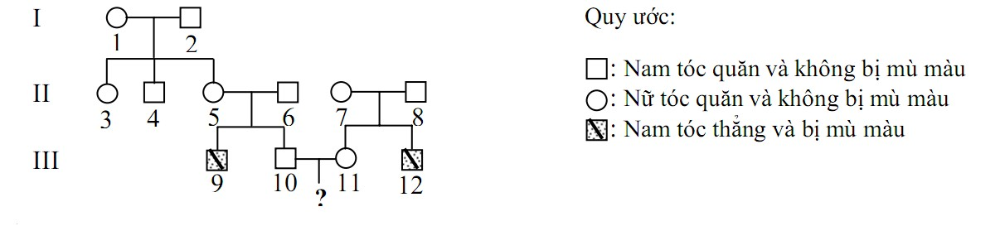 I
1 2
Quy ước:
: Nam tóc quăn và không bị mù màu
II
3 4 5 6 7 8
: Nữ tóc quăn và không bị mù màu
: Nam tóc thẳng và bị mù màu
III
9 10 ? 11 12